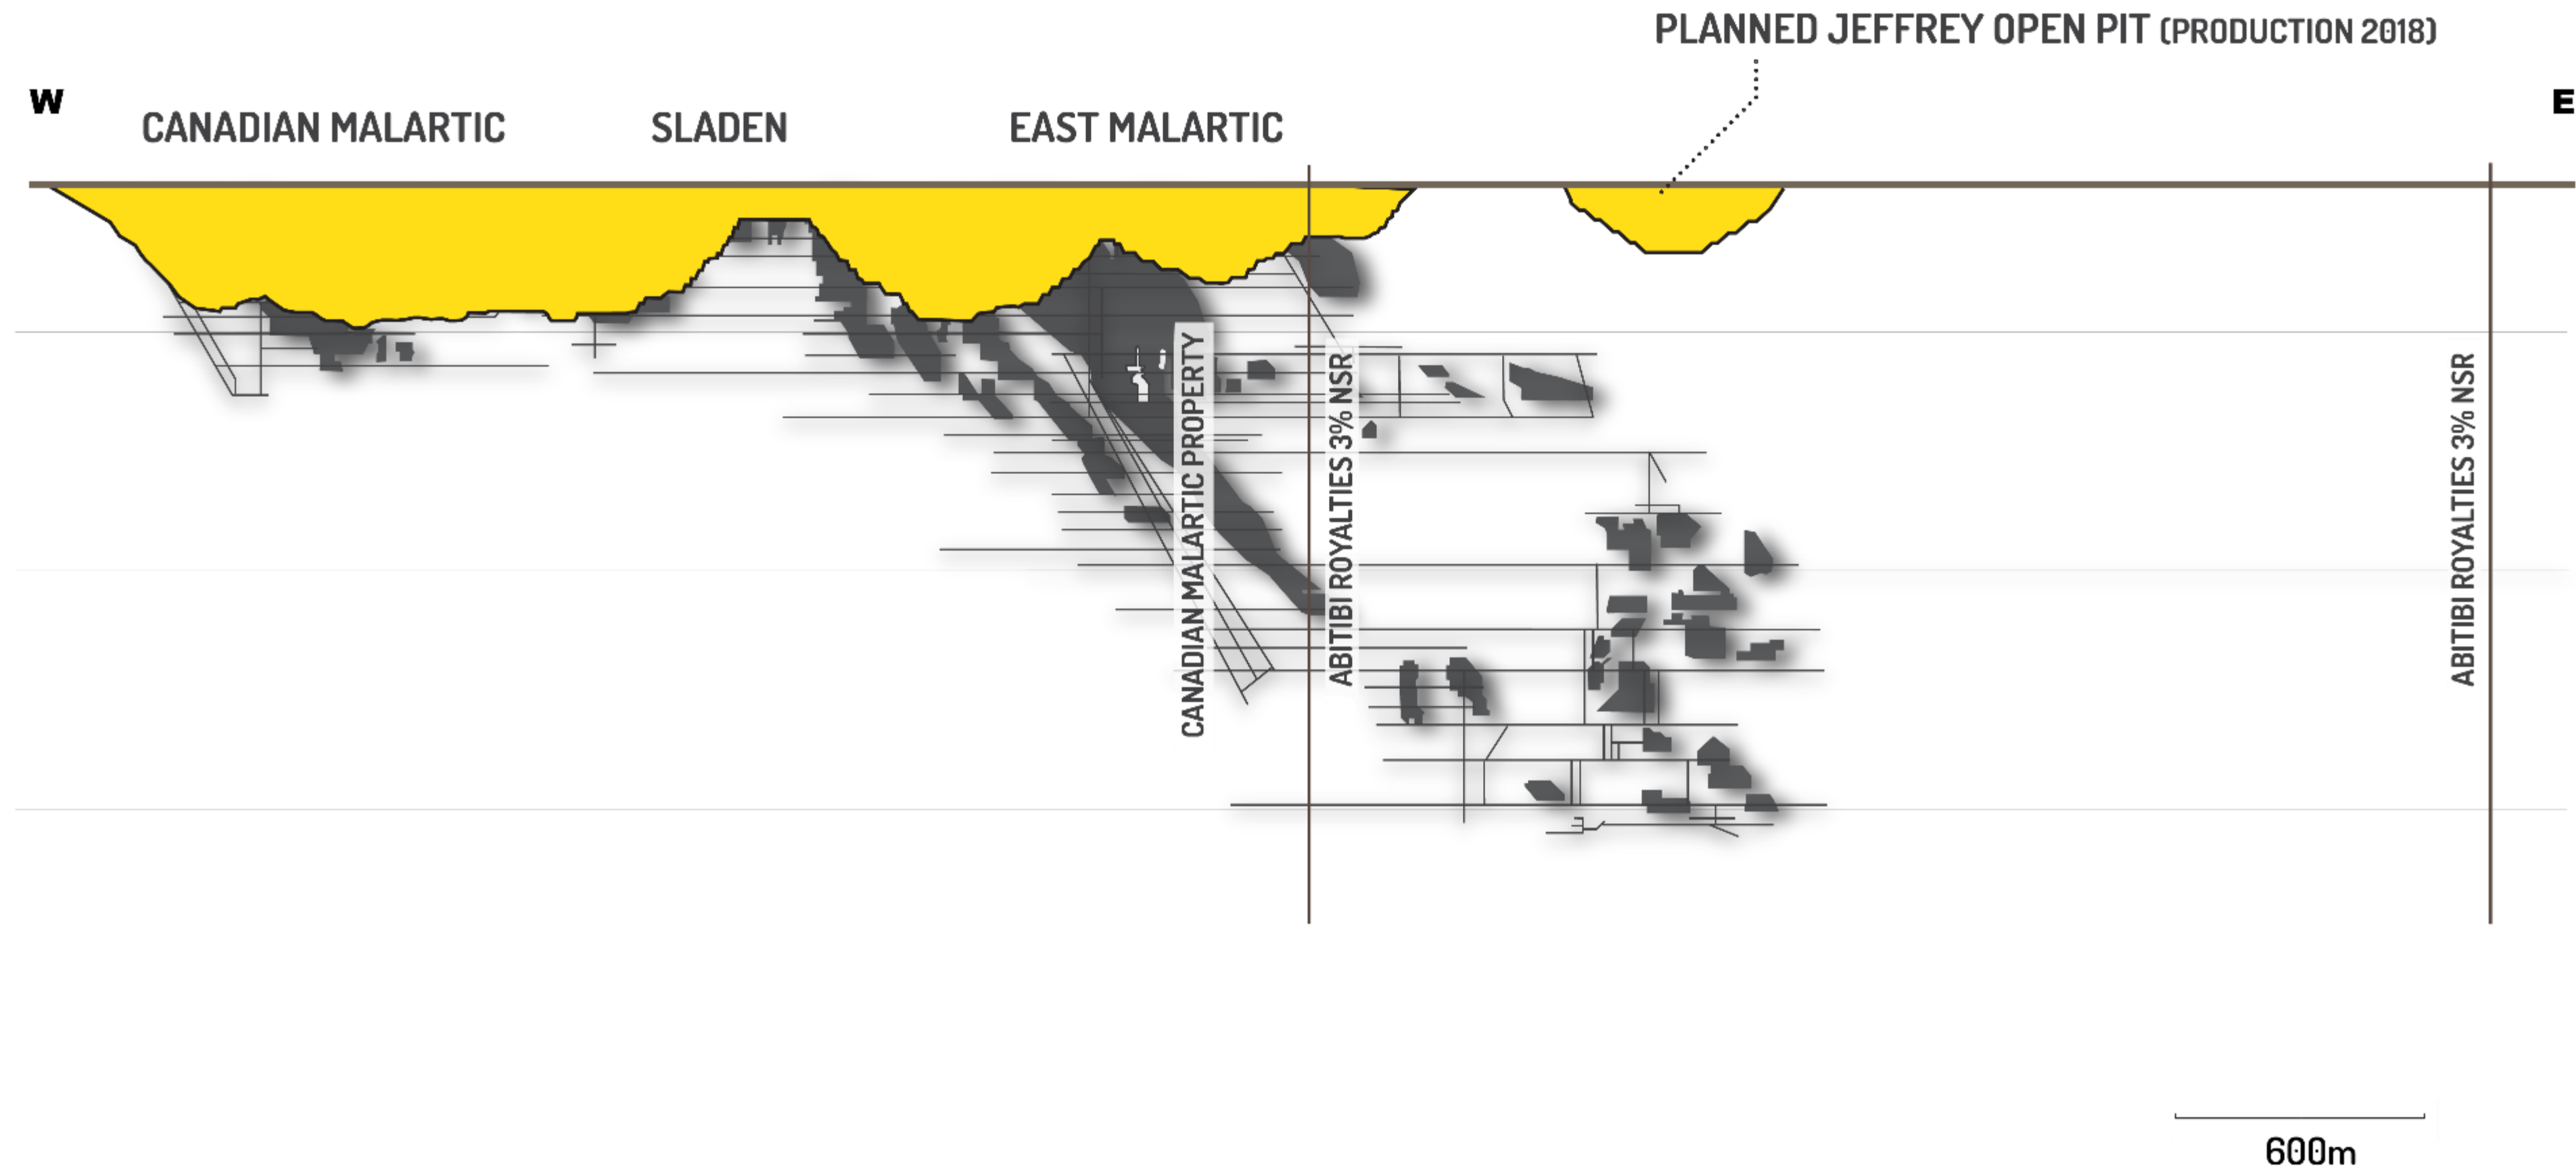 PLANNED JEFFREY OPEN PIT (PRODUCTION 2018)
W
E
CANADIAN MALARTIC
SLADEN
EAST MALARTIC
CANADIAN MALARTIC PROPERTY
ABITIBI ROYALTIES 3% NSR
ABITIBI ROYALTIES 3% NSR
600m